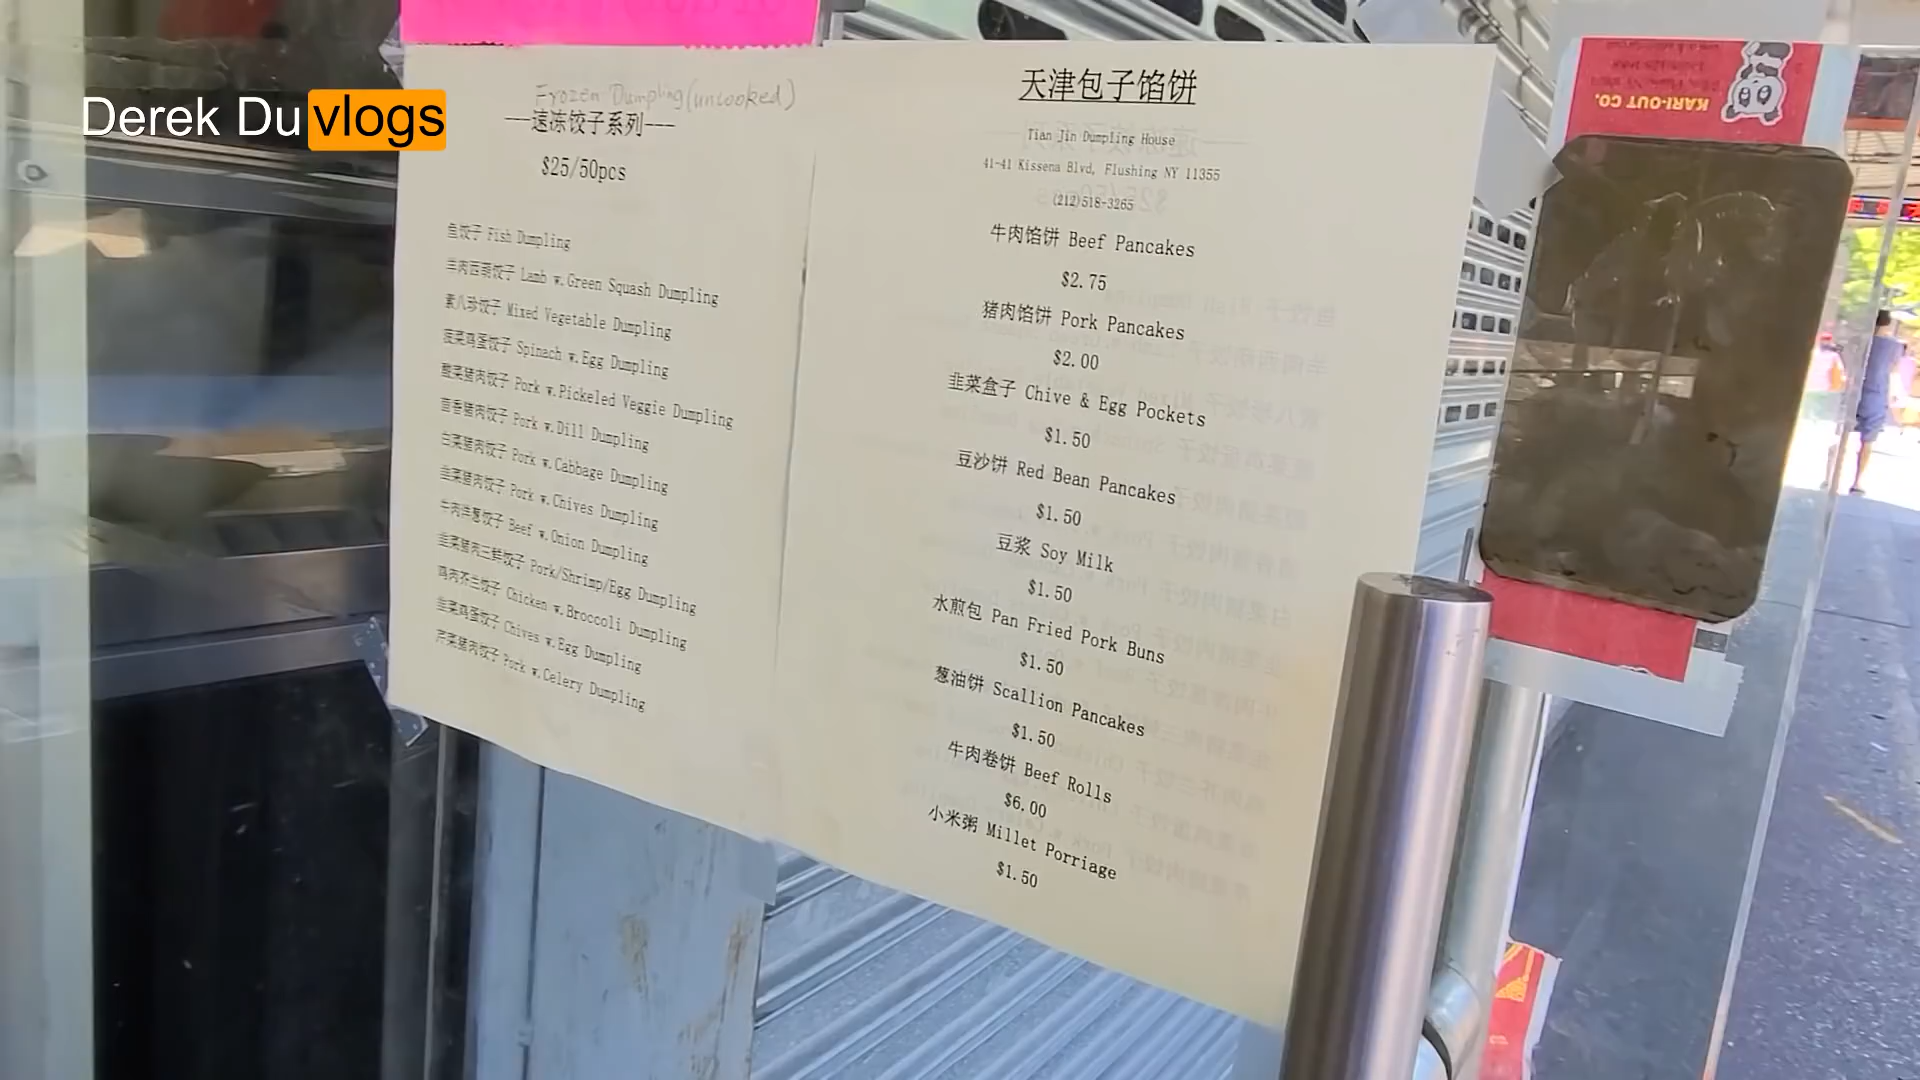 Derek Du vlogs
Frozen Dumpling (uncooked)
---速冻饺子系列---
$25/50pcs
鱼饺子 Fish Dumpling
羊肉西葫饺子 Lamb w.Green Squash Dumpling
素八珍饺子 Mixed Vegetable Dumpling
菠菜鸡蛋饺子 Spinach w.Egg Dumpling
酸菜猪肉饺子 Pork w.Pickeled Veggie Dumpling
茴香猪肉饺子 Pork w.Dill Dumpling
白菜猪肉饺子 Pork w.Cabbage Dumpling
韭菜猪肉饺子 Pork w.Chives Dumpling
牛肉洋葱饺子 Beef w.Onion Dumpling
韭菜猪肉三鲜饺子 Pork/Shrimp/Egg Dumpling
鸡肉芥兰饺子 Chicken w.Broccoli Dumpling
韭菜鸡蛋饺子 Chives w.Egg Dumpling
芹菜猪肉饺子 Pork w.Celery Dumpling
天津包子馅饼
Tian Jin Dumpling House
41-41 Kissena Blvd, Flushing NY 11355
(212)518-3265
牛肉馅饼 Beef Pancakes
$2.75
猪肉馅饼 Pork Pancakes
$2.00
韭菜盒子 Chive & Egg Pockets
$1.50
豆沙饼 Red Bean Pancakes
$1.50
豆浆 Soy Milk
$1.50
水煎包 Pan Fried Pork Buns
$1.50
葱油饼 Scallion Pancakes
$1.50
牛肉卷饼 Beef Rolls
$6.00
小米粥 Millet Porriage
$1.50
KARI-OUT CO.